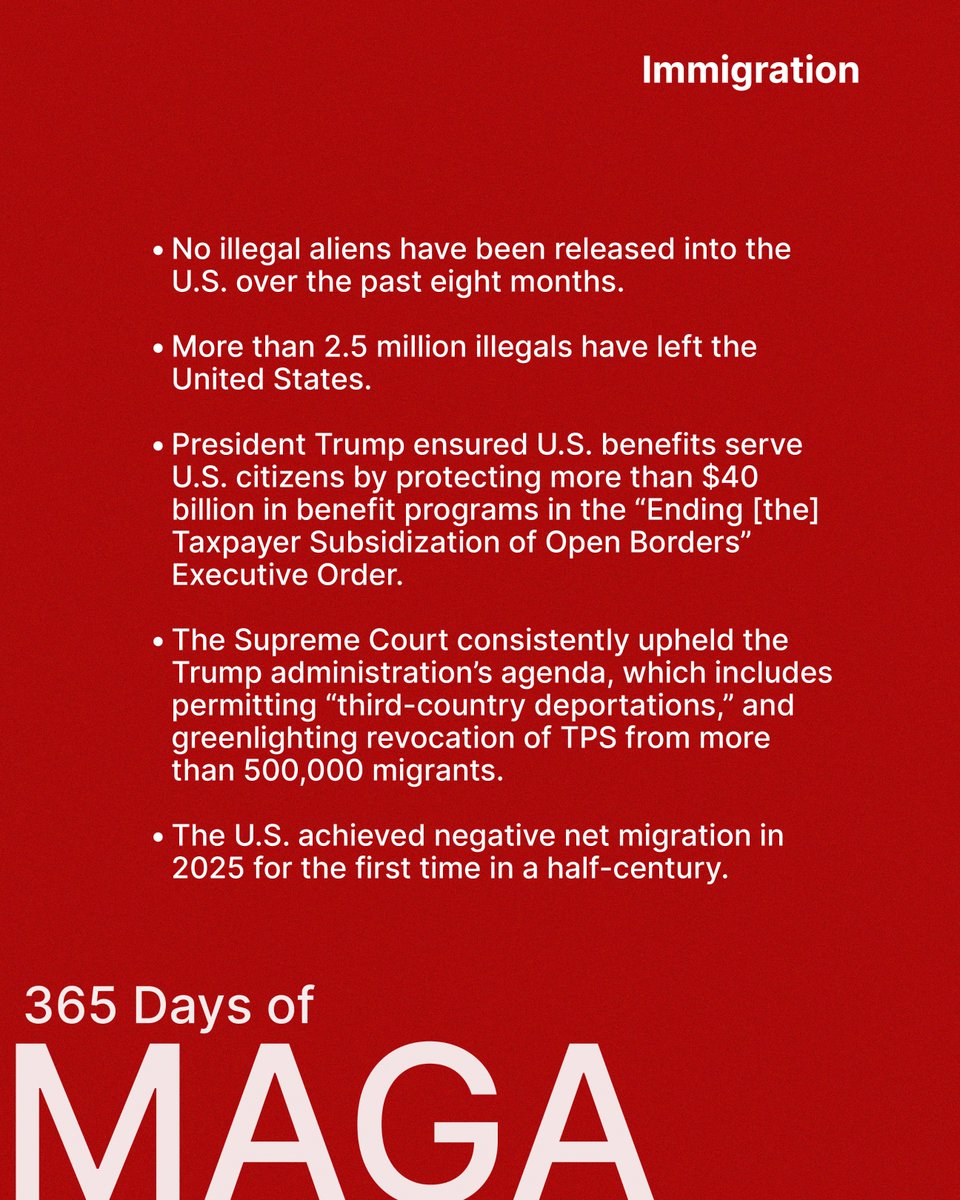 Immigration
• No illegal aliens have been released into the
U.S. over the past eight months.
• More than 2.5 million illegals have left the
United States.
• President Trump ensured U.S. benefits serve
U.S. citizens by protecting more than $40
billion in benefit programs in the “Ending [the]
Taxpayer Subsidization of Open Borders”
Executive Order.
• The Supreme Court consistently upheld the
Trump administration’s agenda, which includes
permitting “third-country deportations,” and
greenlighting revocation of TPS from more
than 500,000 migrants.
• The U.S. achieved negative net migration in
2025 for the first time in a half-century.
365 Days of
MAGA